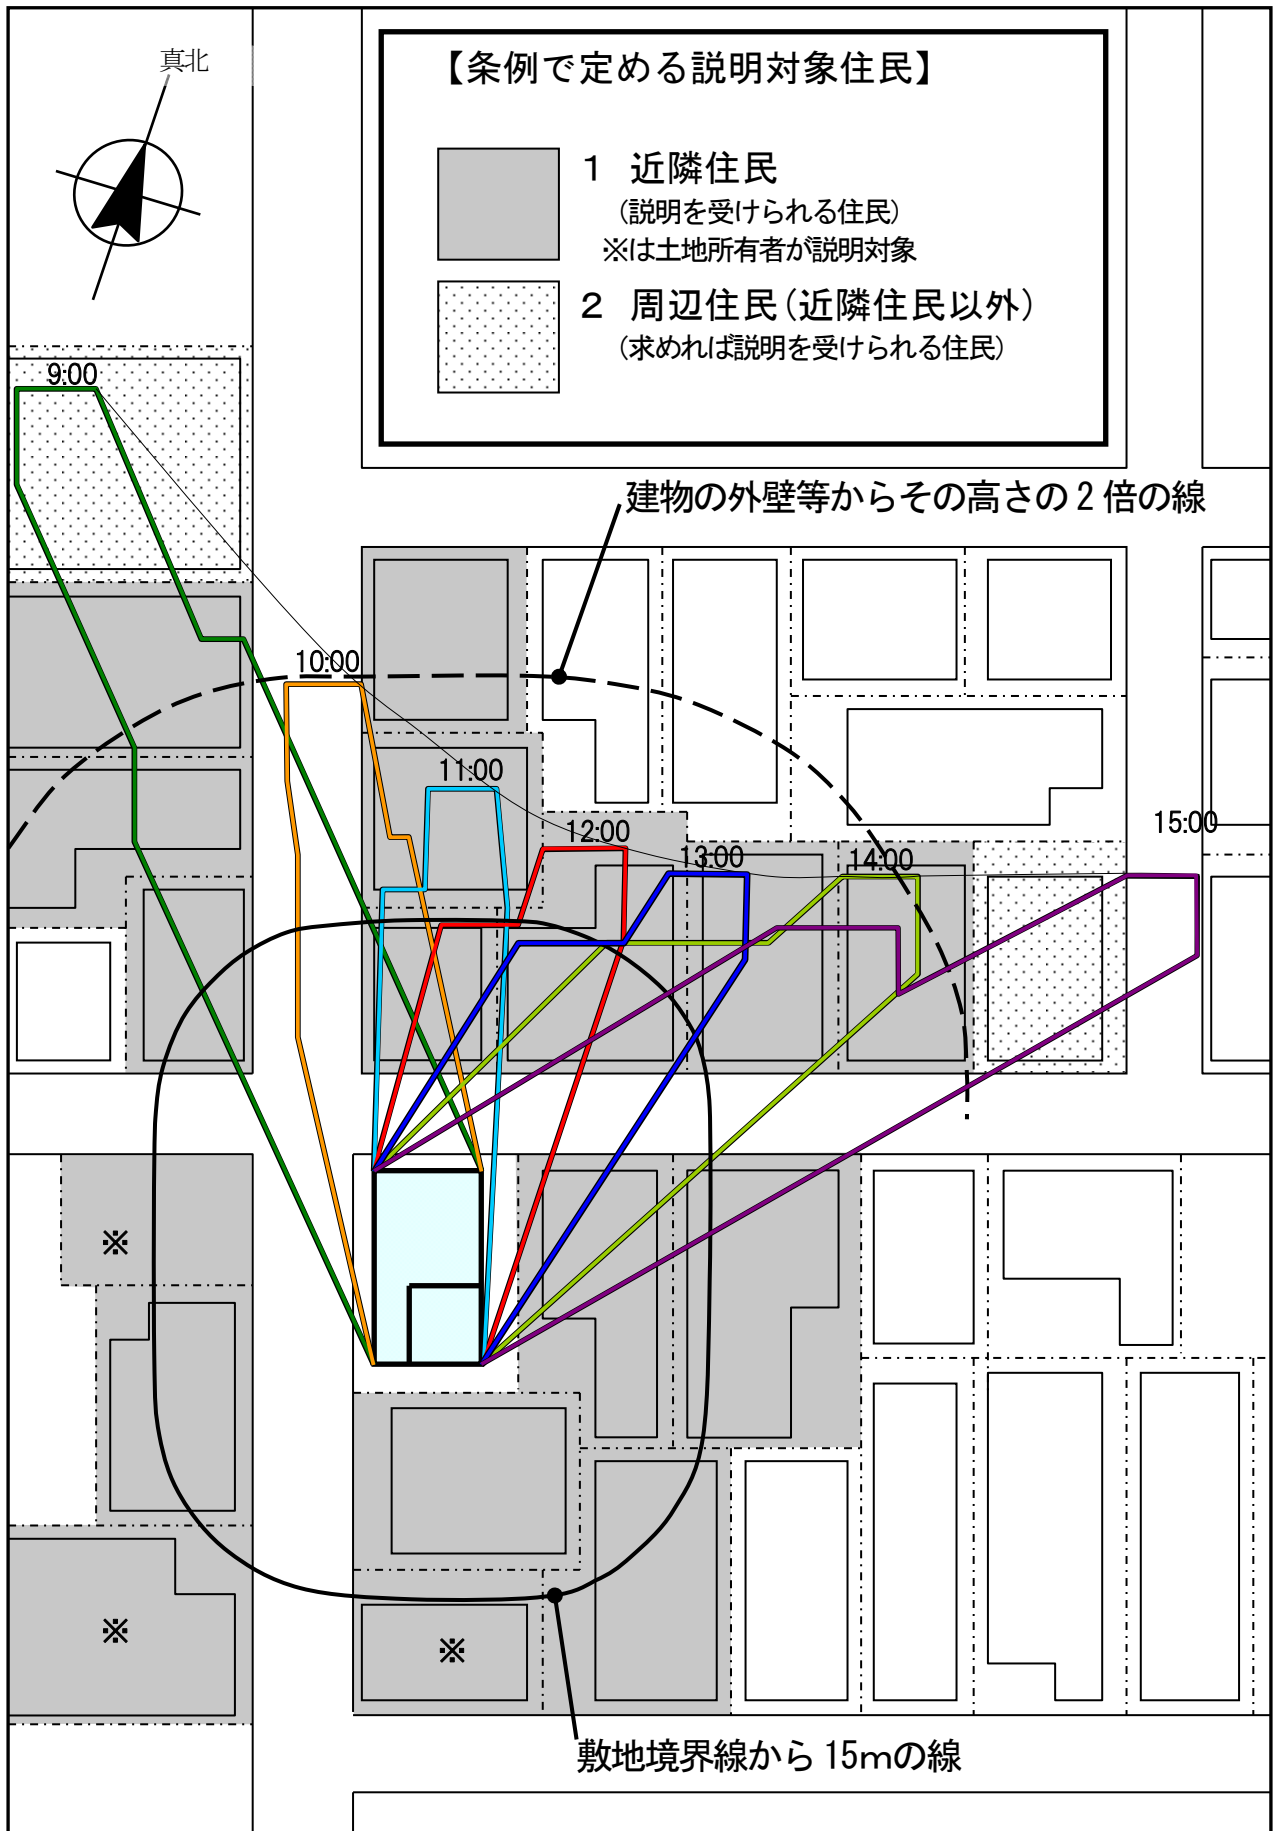 真北
【条例で定める説明対象住民】
１　近隣住民
（説明を受けられる住民）
※は土地所有者が説明対象
２　周辺住民（近隣住民以外）
（求めれば説明を受けられる住民）
9:00
建物の外壁等からその高さの２倍の線
10:00
11:00
12:00
13:00
14:00
15:00
※
※
※
敷地境界線から 15ｍの線